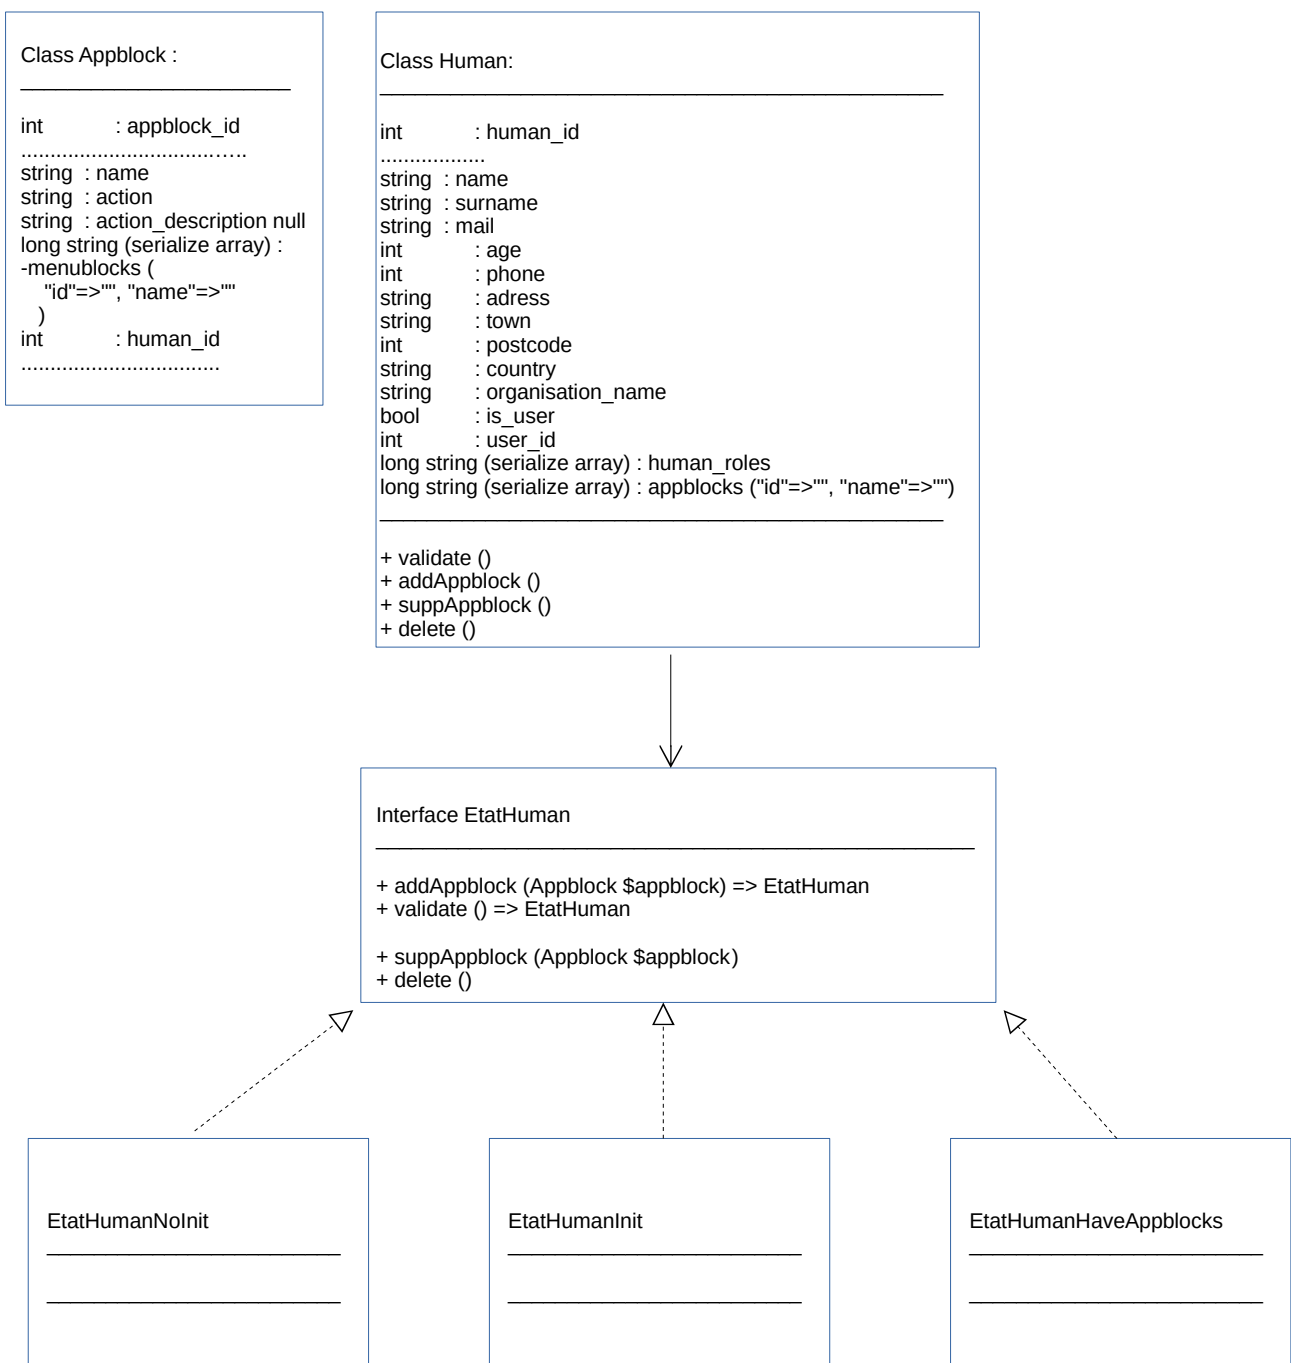 Class Appblock :
int : appblock_id
string : name
string : action
string : action_description null
long string (serialize array) :
-menublocks (
"id"=>"", "name"=>""
)
int : human_id
Class Human:
int : human_id
string : name
string : surname
string : mail
int : age
int : phone
string : adress
string : town
int : postcode
string : country
string : organisation_name
bool : is_user
int : user_id
long string (serialize array) : human_roles
long string (serialize array) : appblocks ("id"=>"", "name"=>"")
+ validate ()
+ addAppblock ()
+ suppAppblock ()
+ delete ()
Interface EtatHuman
+ addAppblock (Appblock $appblock) => EtatHuman
+ validate () => EtatHuman
+ suppAppblock (Appblock $appblock)
+ delete ()
EtatHumanNoInit
EtatHumanInit
EtatHumanHaveAppblocks